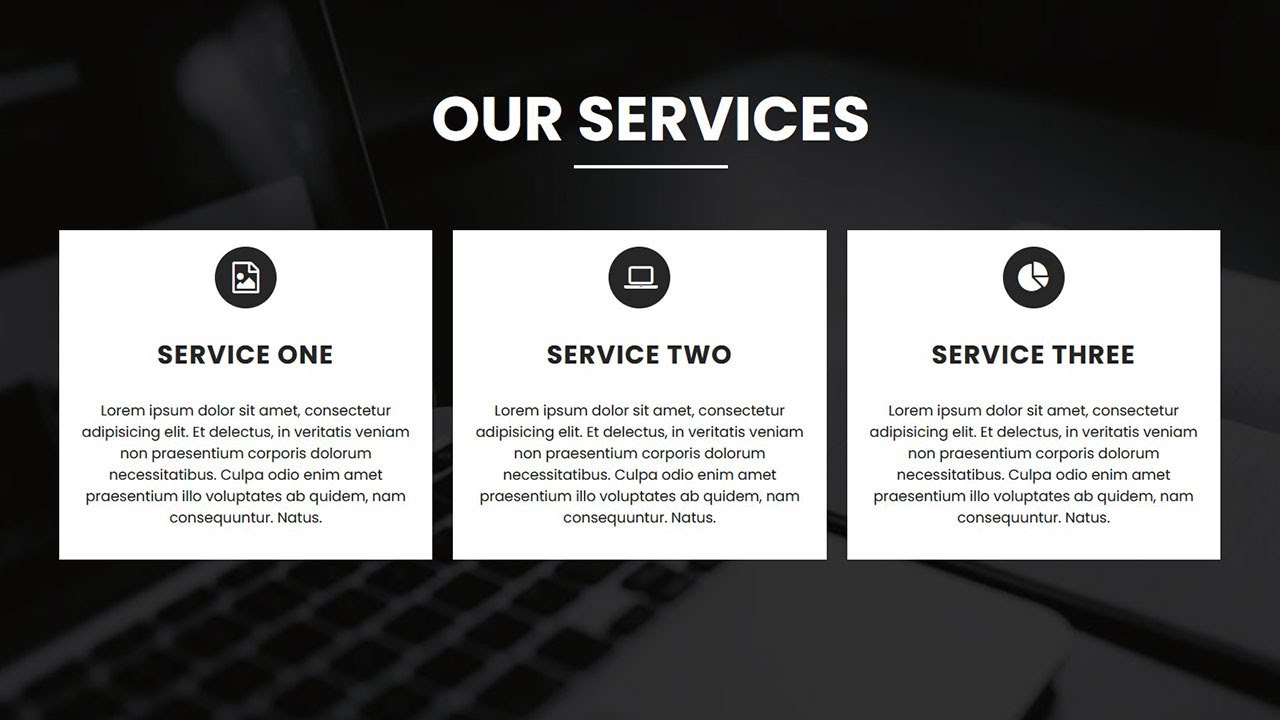 OUR SERVICES
SERVICE ONE
Lorem ipsum dolor sit amet, consectetur
adipisicing elit. Et delectus, in veritatis veniam
non praesentium corporis dolorum
necessitatibus. Culpa odio enim amet
praesentium illo voluptates ab quidem, nam
consequuntur. Natus.
SERVICE TWO
Lorem ipsum dolor sit amet, consectetur
adipisicing elit. Et delectus, in veritatis veniam
non praesentium corporis dolorum
necessitatibus. Culpa odio enim amet
praesentium illo voluptates ab quidem, nam
consequuntur. Natus.
SERVICE THREE
Lorem ipsum dolor sit amet, consectetur
adipisicing elit. Et delectus, in veritatis veniam
non praesentium corporis dolorum
necessitatibus. Culpa odio enim amet
praesentium illo voluptates ab quidem, nam
consequuntur. Natus.